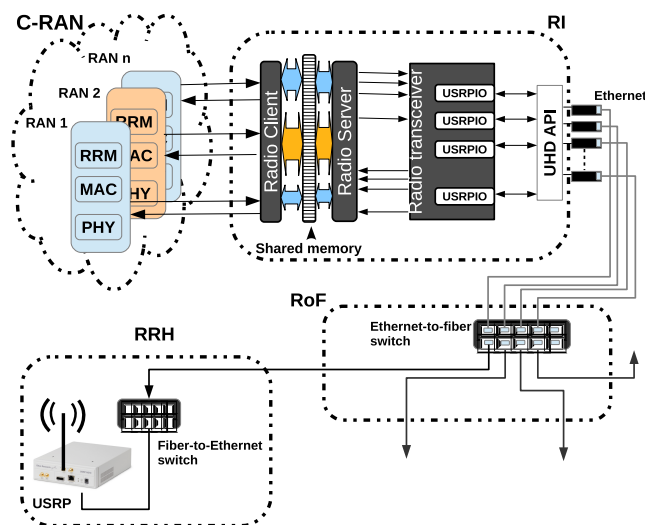 C-RAN
RI
RAN n
RAN 2
RAN 1
RRM
RRM
MAC
AC
PHY
HY
Radio Client
Radio Server
Radio transceiver
USRPIO
USRPIO
USRPIO
USRPIO
UHD API
Ethernet
Shared memory
RoF
Ethernet-to-fiber
switch
RRH
Fiber-to-Ethernet
switch
USRP